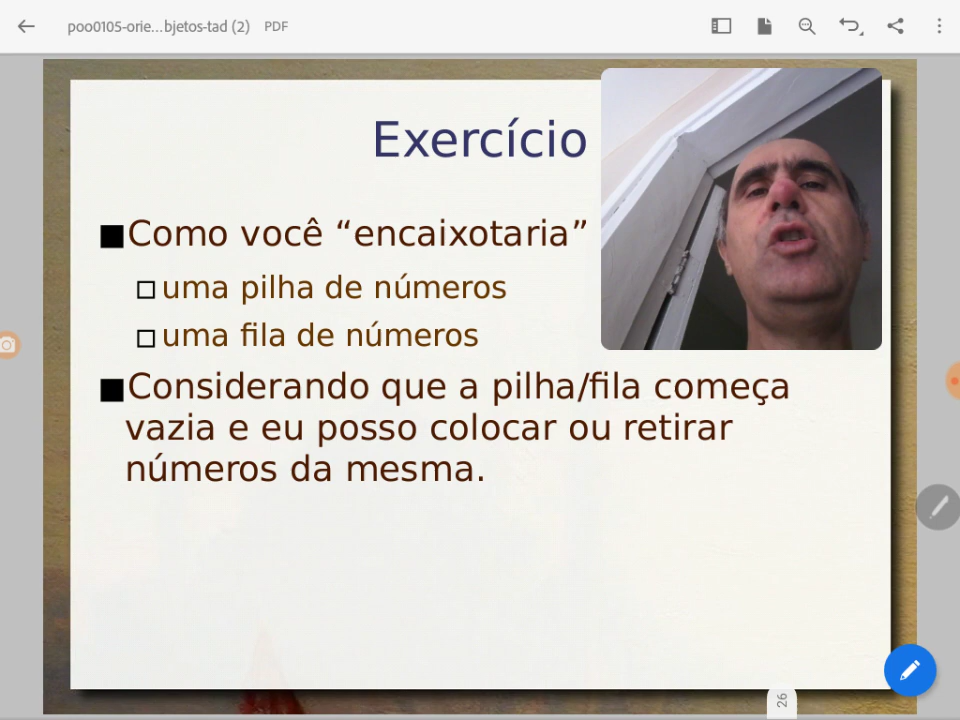 poo0105-orie...bjetos-tad (2) PDF
Exercício
Como você “encaixotaria”
uma pilha de números
uma fila de números
Considerando que a pilha/fila começa
vazia e eu posso colocar ou retirar
números da mesma.
26